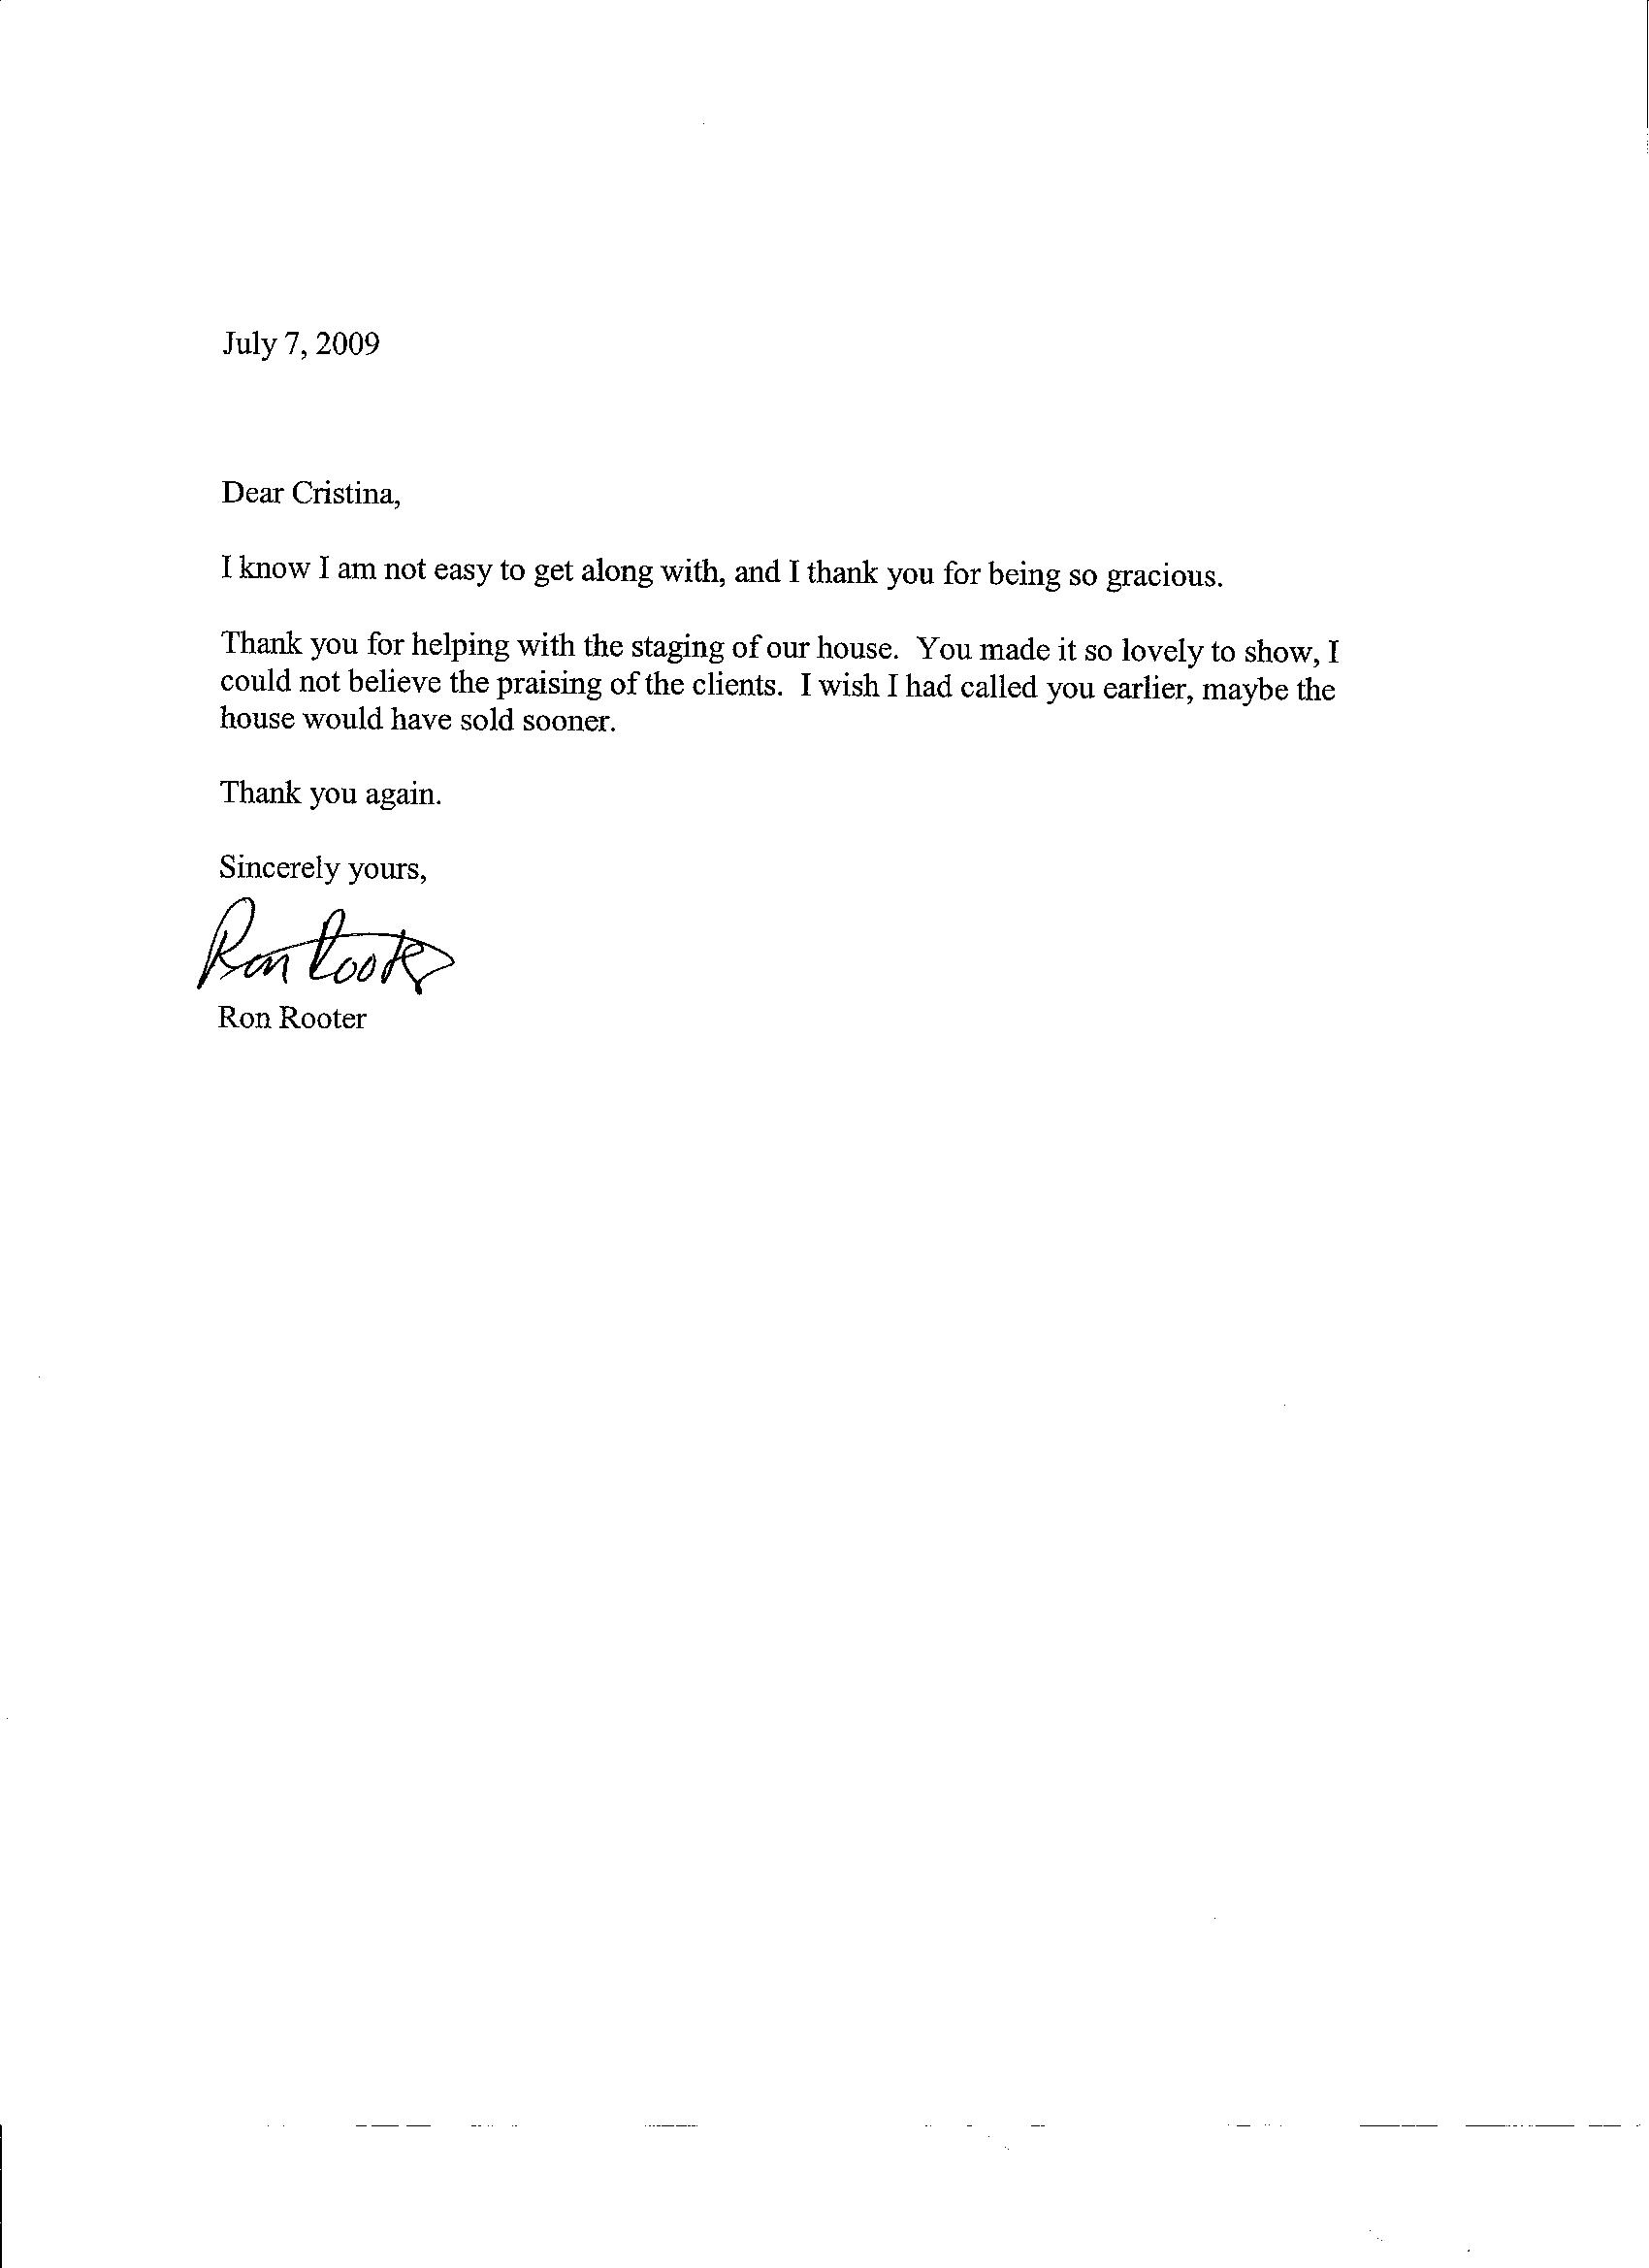 July 7, 2009
Dear Cristina,
I know I am not easy to get along with, and I thank you for being so gracious.
Thank you for helping with the staging of our house. You made it so lovely to show, I
could not believe the praising of the clients. I wish I had called you earlier, maybe the
house would have sold sooner.
Thank you again.
Sincerely yours,
Ron Rooter
Ron Rooter